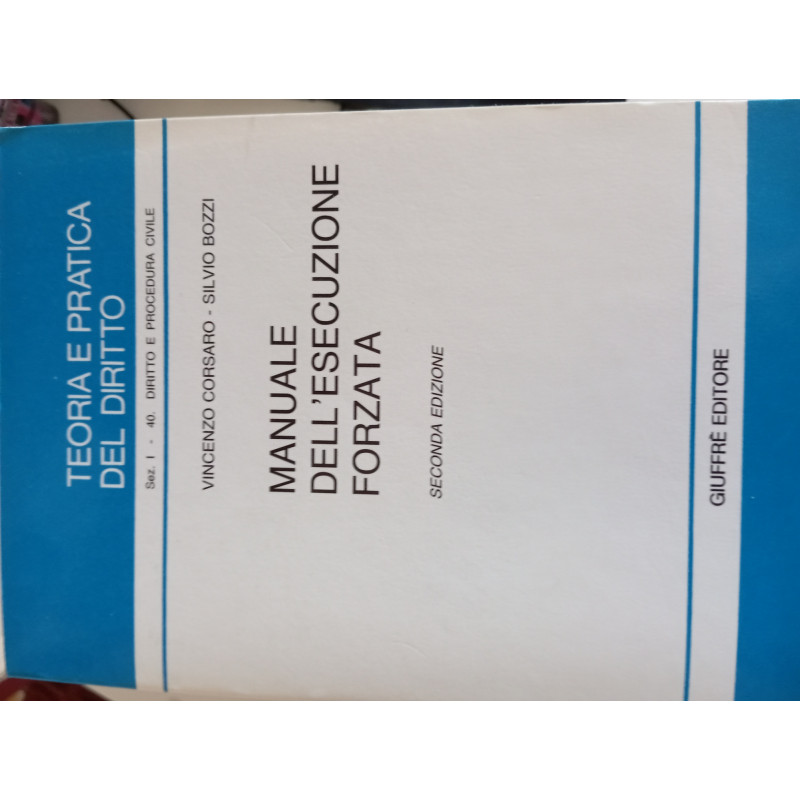 TEORIA E PRATICA
DEL DIRITTO
Sez. I - 40. DIRITTO E PROCEDURA CIVILE
VINCENZO CORSARO - SILVIO BOZZI
MANUALE
DELL'ESECUZIONE
FORZATA
SECONDA EDIZIONE
GIUFFRÈ EDITORE